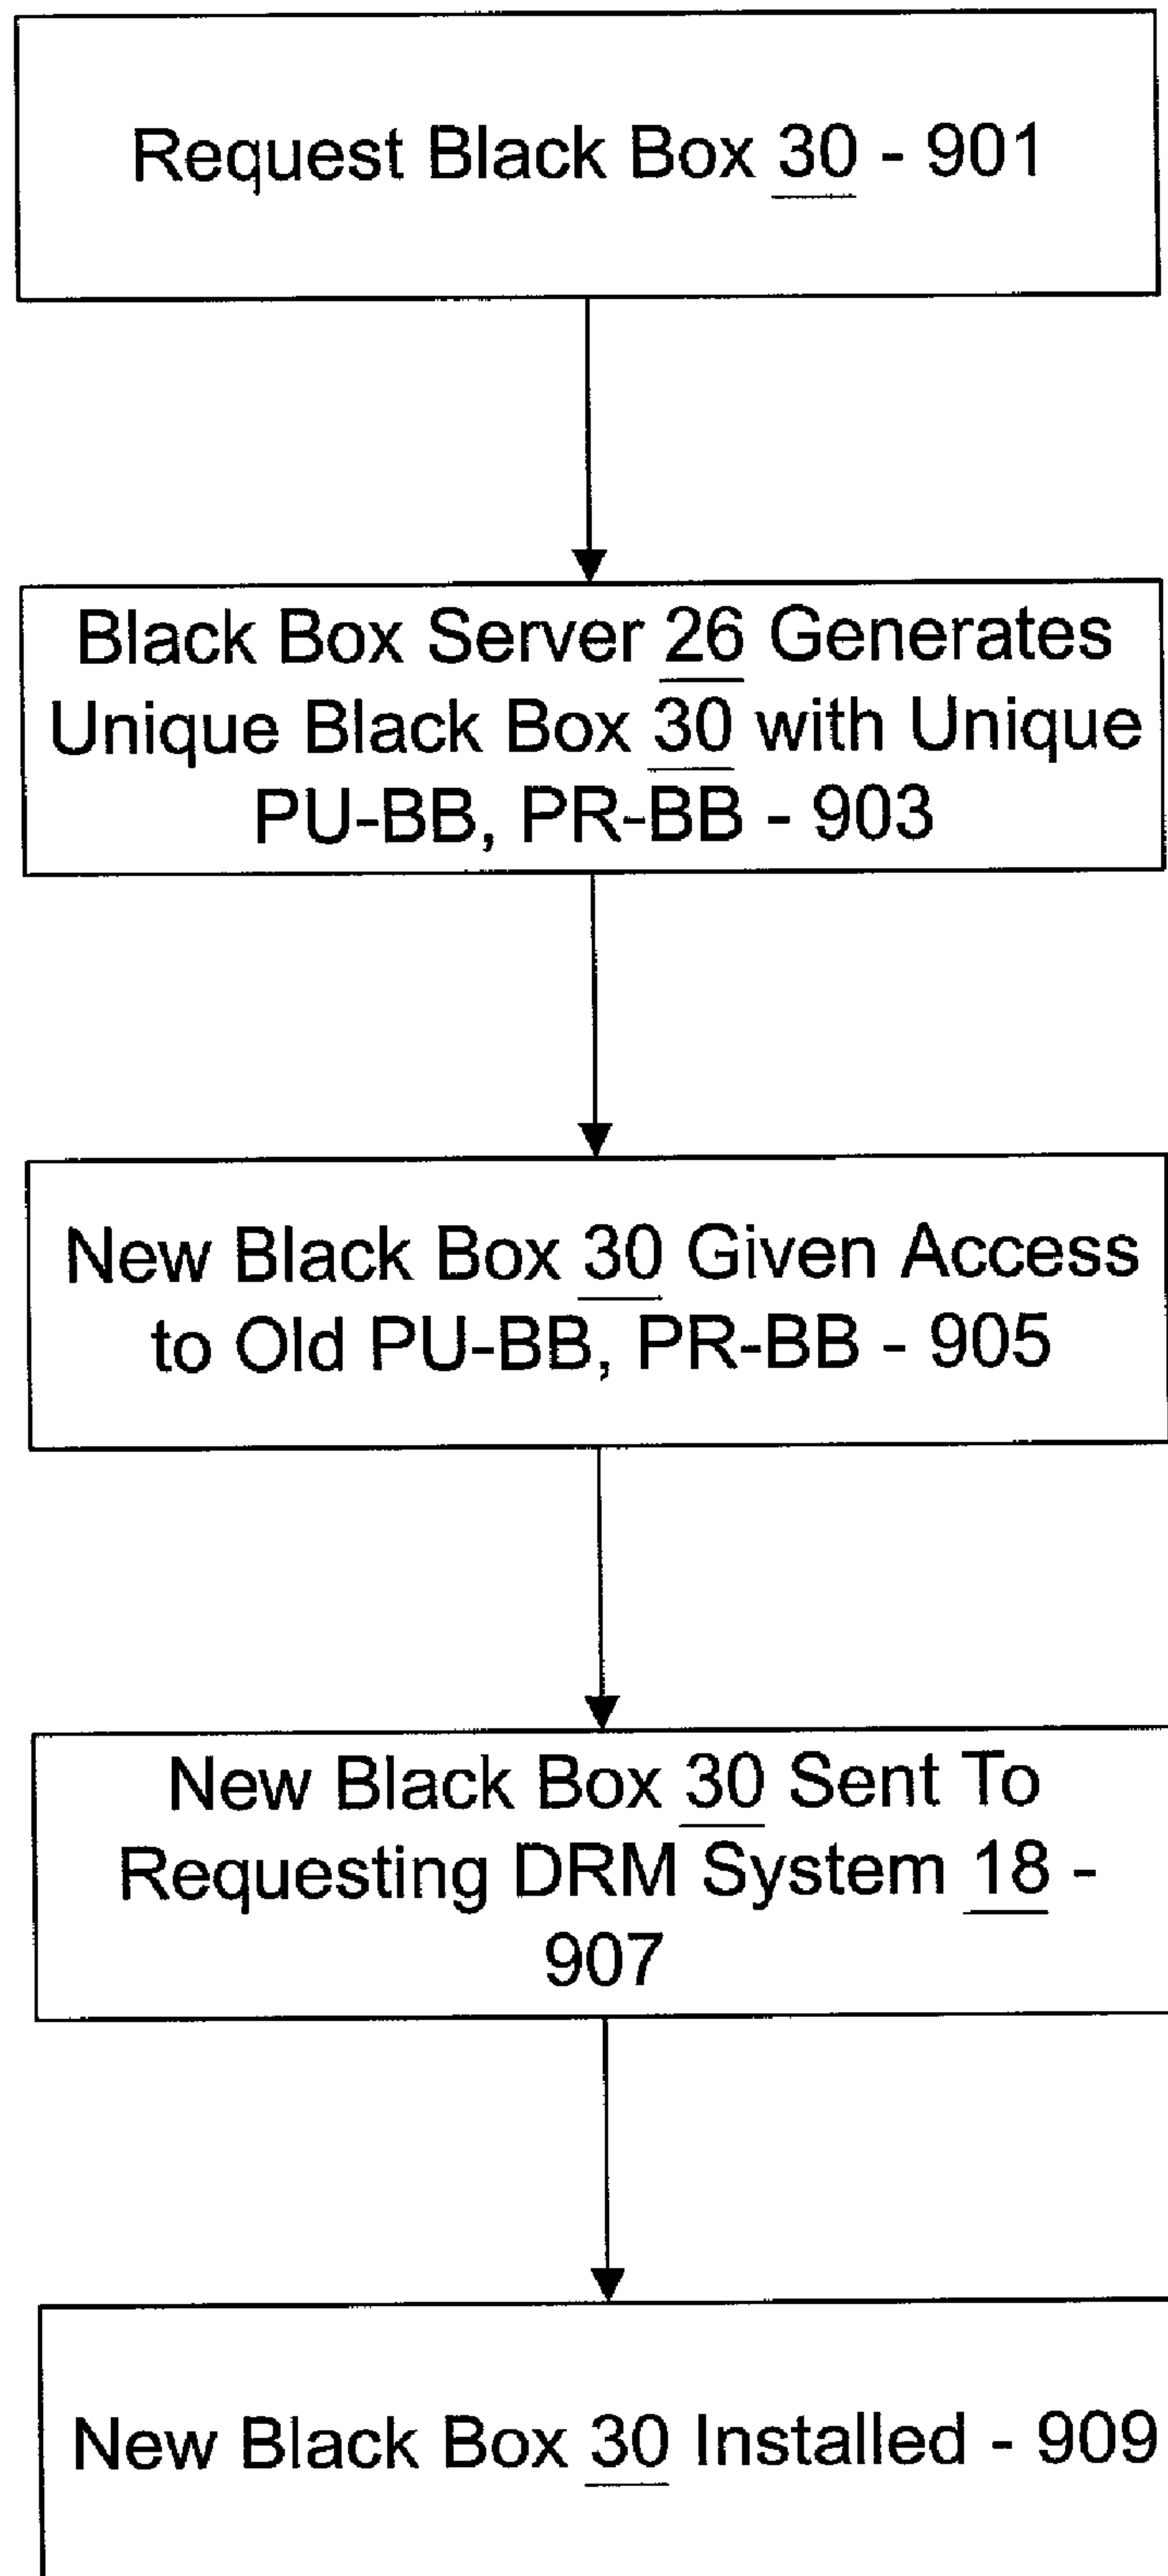 Request Black Box 30 - 901
Black Box Server 26 Generates
Unique Black Box 30 with Unique
PU-BB, PR-BB - 903
New Black Box 30 Given Access
to Old PU-BB, PR-BB - 905
New Black Box 30 Sent To
Requesting DRM System 18 -
907
New Black Box 30 Installed - 909